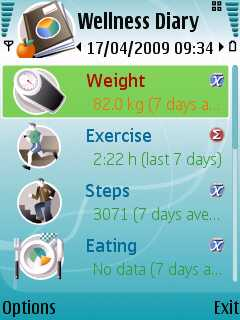 Wellness Diary
17/04/2009 09:34
Weight
82.0 kg (7 days a...
Exercise
2:22 h (last 7 days)
Steps
3071 (7 days ave...
Eating
No data (7 days a...
Options Exit